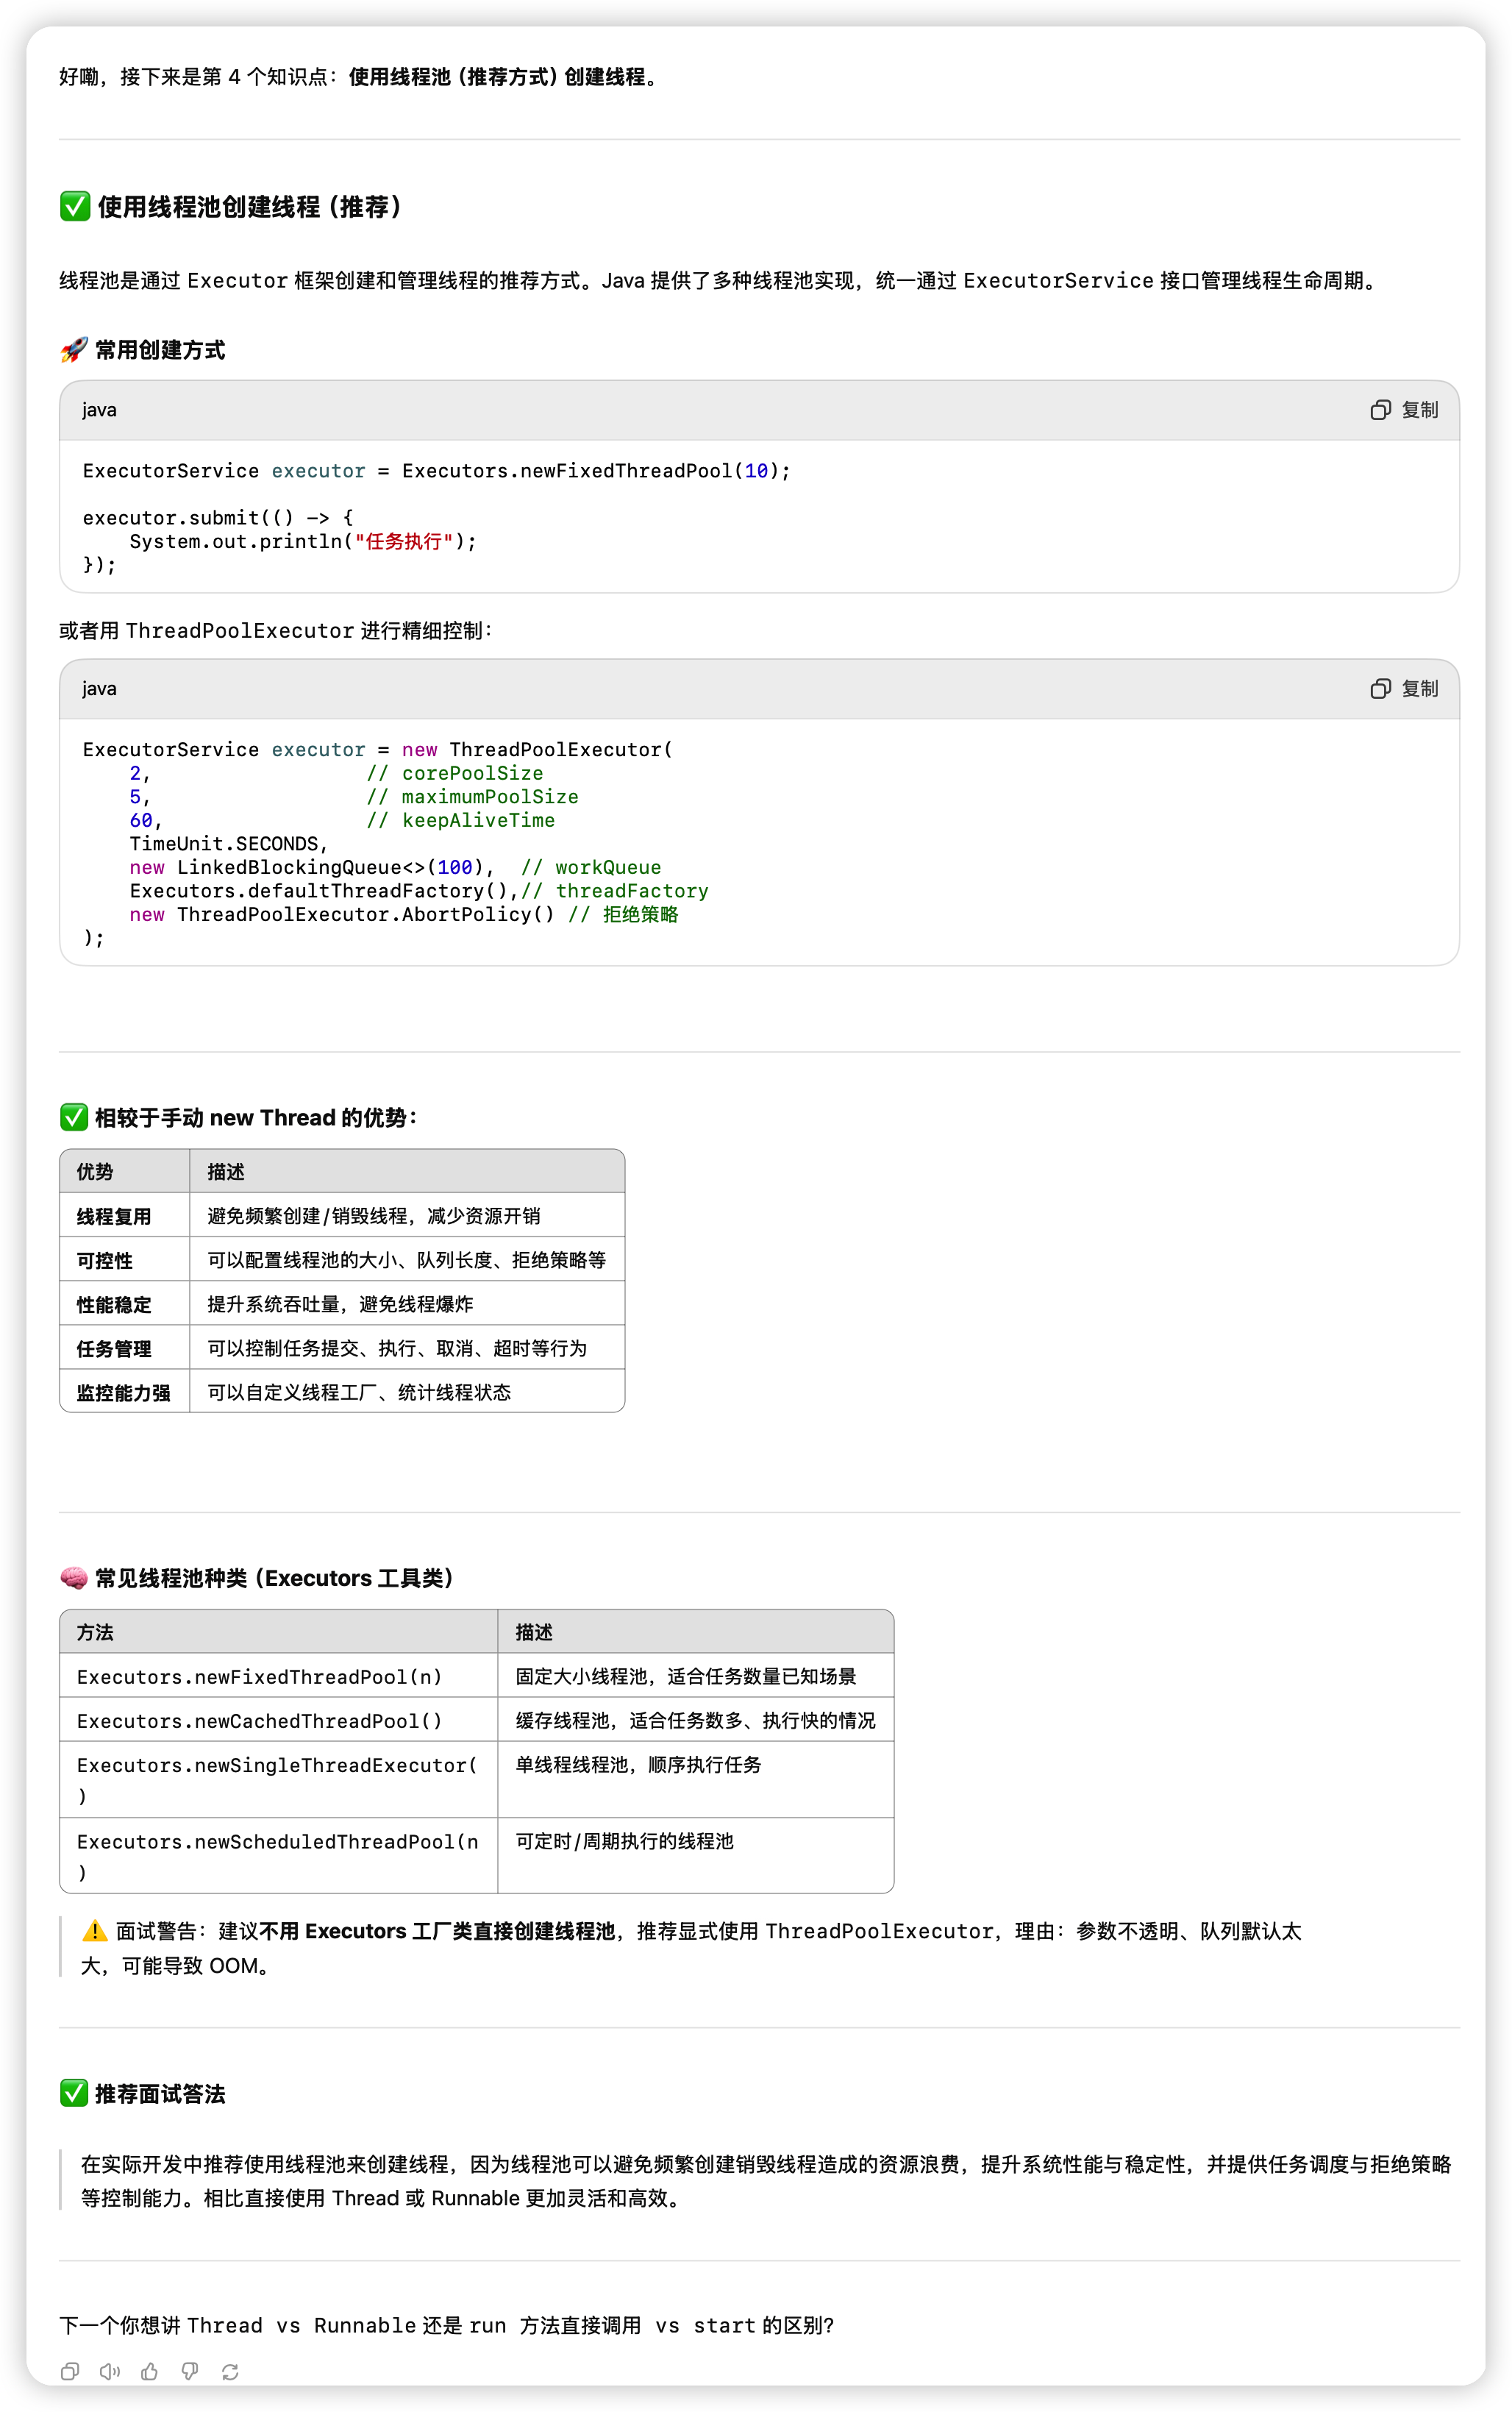 好嘞，接下来是第 4 个知识点：使用线程池（推荐方式）创建线程。
✅ 使用线程池创建线程（推荐）
线程池是通过 Executor 框架创建和管理线程的推荐方式。Java 提供了多种线程池实现，统一通过 ExecutorService 接口管理线程生命周期。
🚀 常用创建方式
java 复制
ExecutorService executor = Executors.newFixedThreadPool(10);
executor.submit(() -> {
    System.out.println("任务执行");
});
或者用 ThreadPoolExecutor 进行精细控制：
java 复制
ExecutorService executor = new ThreadPoolExecutor(
    2,                  // corePoolSize
    5,                  // maximumPoolSize
    60,                 // keepAliveTime
    TimeUnit.SECONDS,
    new LinkedBlockingQueue<>(100),  // workQueue
    Executors.defaultThreadFactory(),// threadFactory
    new ThreadPoolExecutor.AbortPolicy() // 拒绝策略
);
✅ 相较于手动 new Thread 的优势：
优势 描述
线程复用 避免频繁创建/销毁线程，减少资源开销
可控性 可以配置线程池的大小、队列长度、拒绝策略等
性能稳定 提升系统吞吐量，避免线程爆炸
任务管理 可以控制任务提交、执行、取消、超时等行为
监控能力强 可以自定义线程工厂、统计线程状态
🧠 常见线程池种类（Executors 工具类）
方法 描述
Executors.newFixedThreadPool(n) 固定大小线程池，适合任务数量已知场景
Executors.newCachedThreadPool() 缓存线程池，适合任务数多、执行快的情况
Executors.newSingleThreadExecutor( 单线程线程池，顺序执行任务
)
Executors.newScheduledThreadPool(n 可定时/周期执行的线程池
)
⚠️ 面试警告：建议不用 Executors 工厂类直接创建线程池，推荐显式使用 ThreadPoolExecutor，理由：参数不透明、队列默认太
大，可能导致 OOM。
✅ 推荐面试答法
在实际开发中推荐使用线程池来创建线程，因为线程池可以避免频繁创建销毁线程造成的资源浪费，提升系统性能与稳定性，并提供任务调度与拒绝策略
等控制能力。相比直接使用 Thread 或 Runnable 更加灵活和高效。
下一个你想讲 Thread vs Runnable 还是 run 方法直接调用 vs start 的区别？